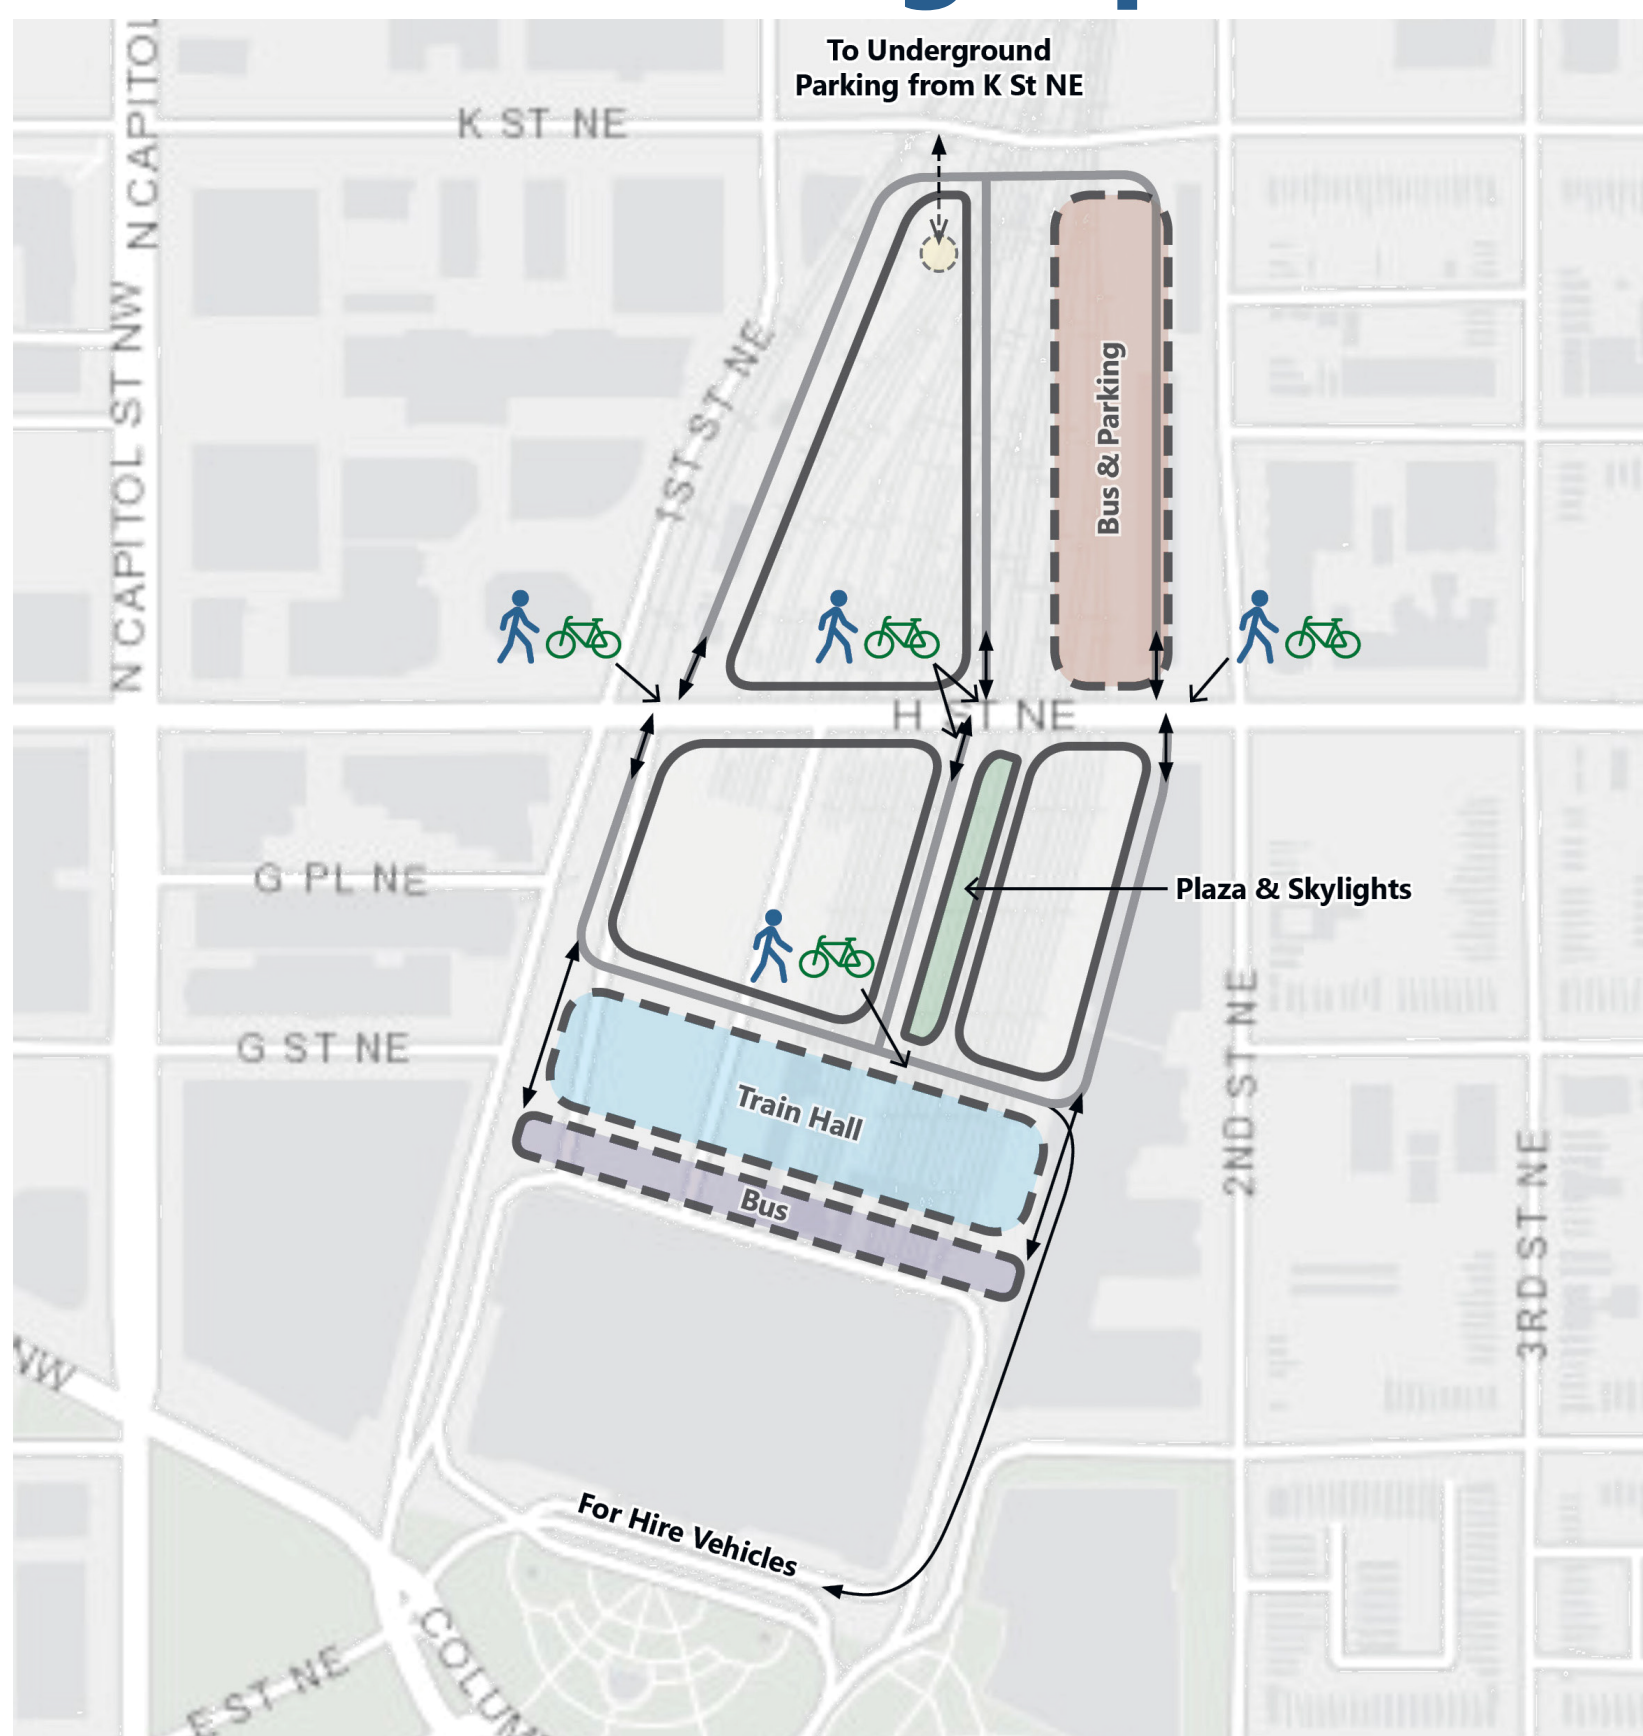 To Underground
Parking from K St NE
N CAPITOL
K ST NE
N CAPITOL ST NW
1ST ST NE
Bus & Parking
H ST NE
G PL NE
Plaza & Skylights
G ST NE
2ND ST NE
Train Hall
Bus
3RD ST NE
NW
For Hire Vehicles
E ST NE
COLUM